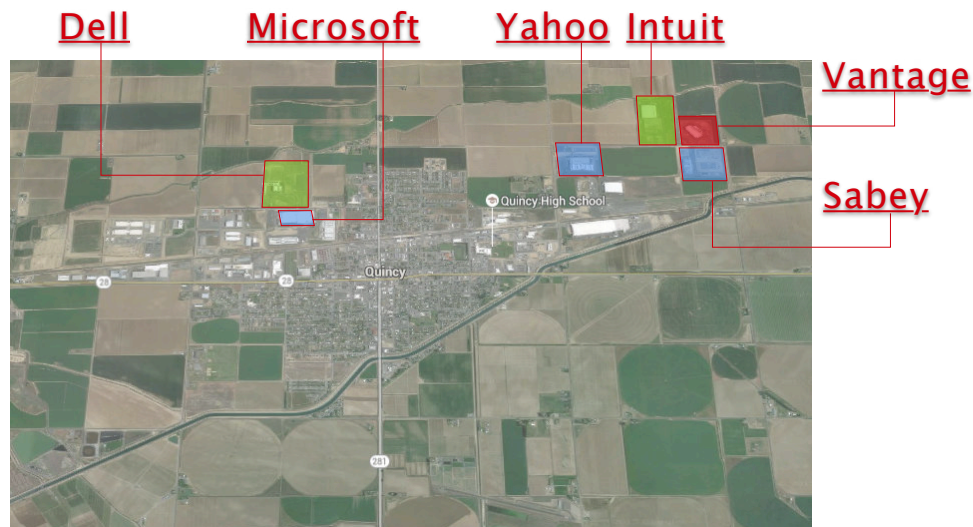 Dell
Microsoft
Yahoo
Intuit
Vantage
Sabey
Quincy High School
Quincy
28
28
281